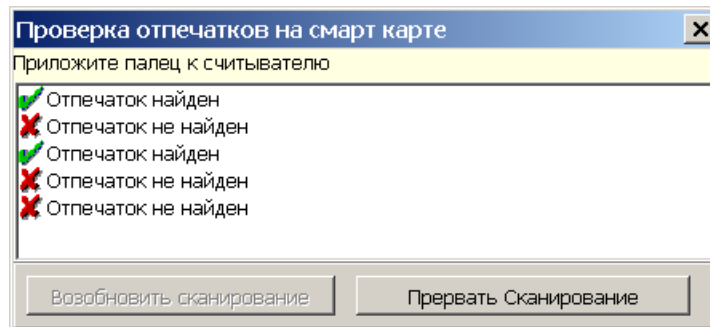 Проверка отпечатков на смарт карте
Приложите палец к считывателю
Отпечаток найден
Отпечаток не найден
Отпечаток найден
Отпечаток не найден
Отпечаток не найден
Возобновить сканирование
Прервать Сканирование